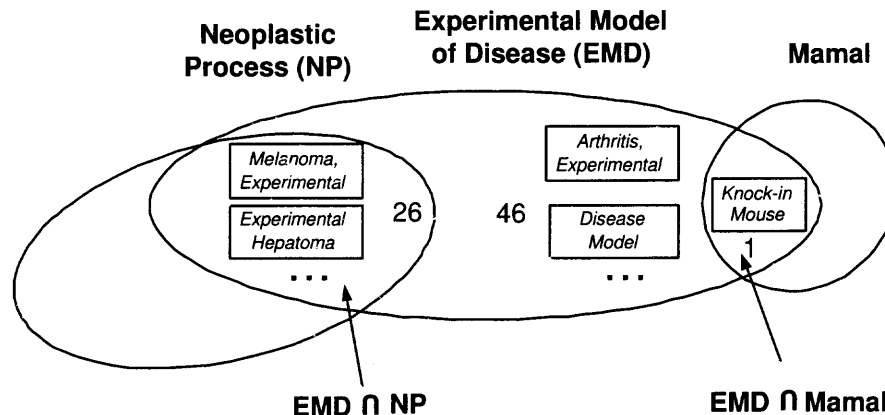 Neoplastic
Process (NP)
Experimental Model
of Disease (EMD)
Mamal
Melanoma,
Experimental
Experimental
Hepatoma
...
26
46
Arthritis,
Experimental
Disease
Model
...
Knock-in
Mouse
1
EMD ∩ NP
EMD ∩ Mamal